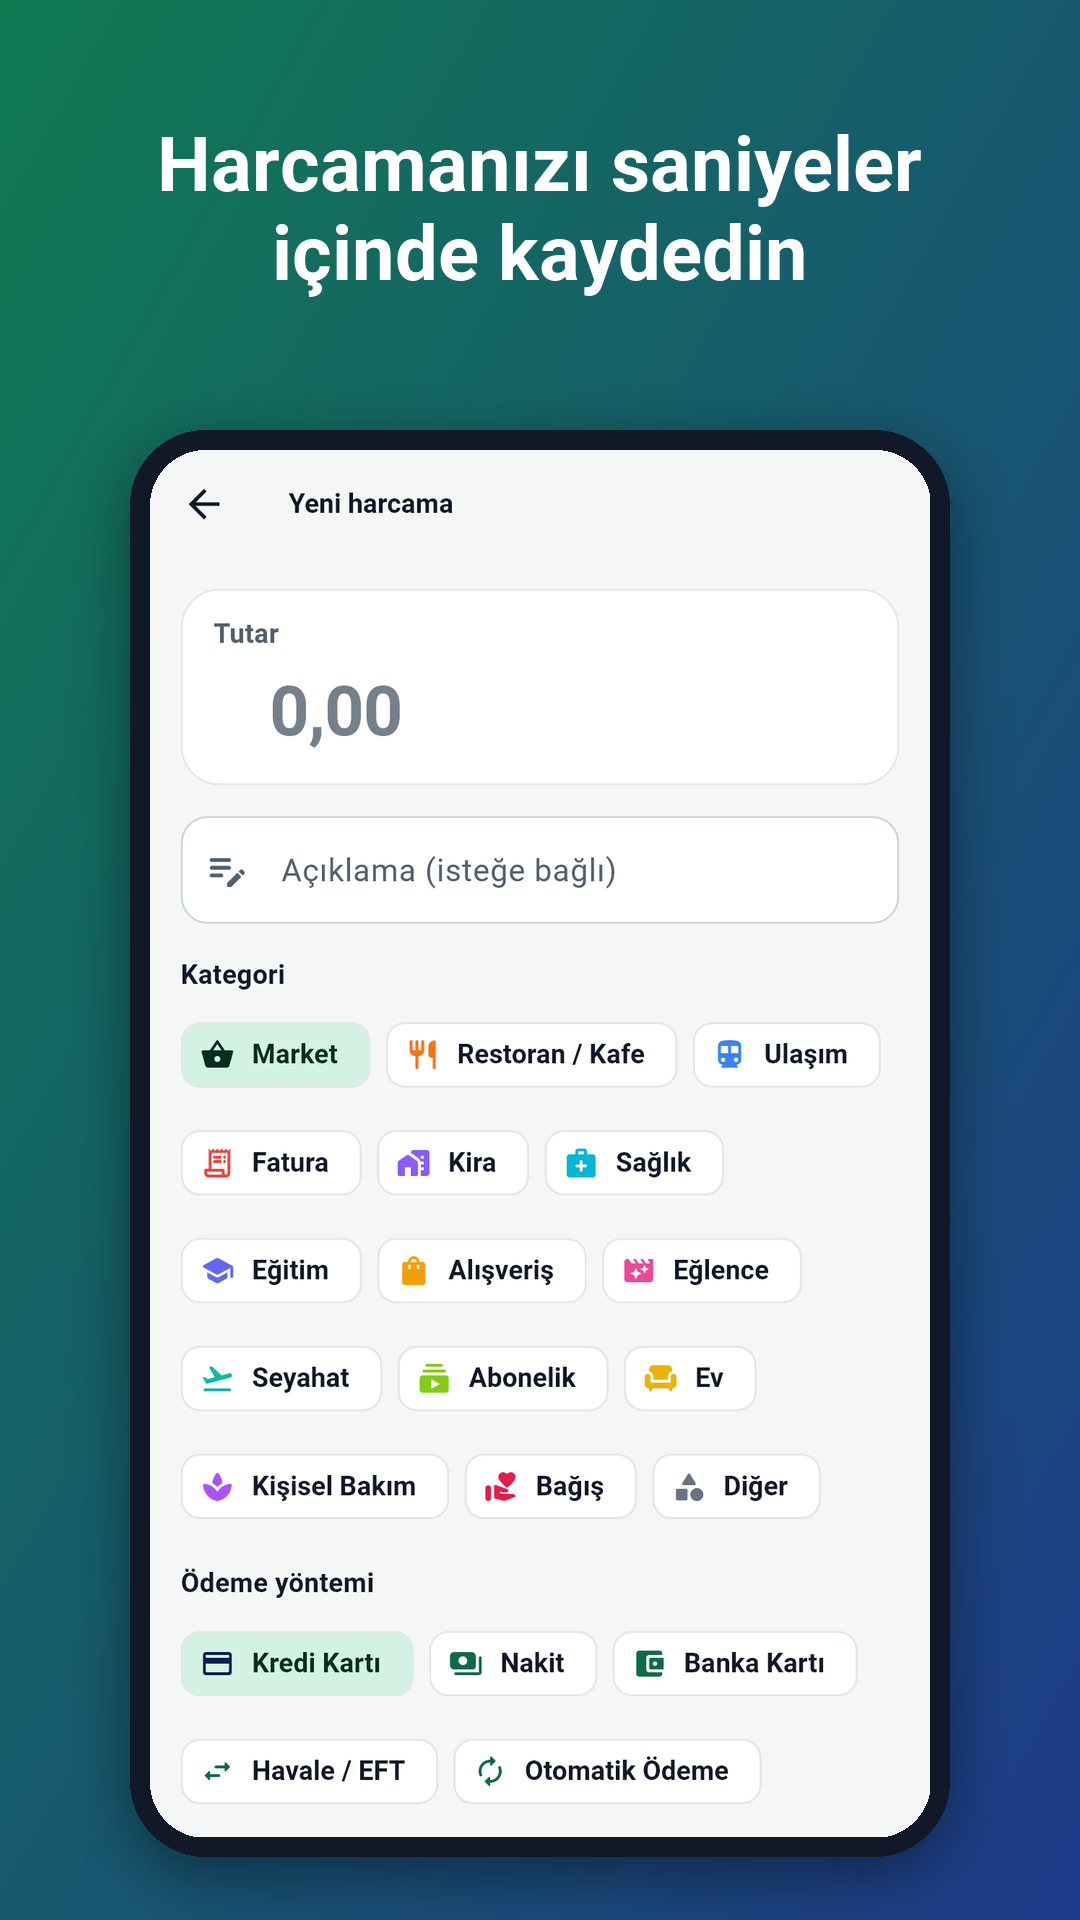 Harcamanızı saniyeler
içinde kaydedin
Yeni harcama
Tutar
0,00
Açıklama (isteğe bağlı)
Kategori
Market Restoran / Kafe Ulaşım
Fatura Kira Sağlık
Eğitim Alışveriş Eğlence
Seyahat Abonelik Ev
Kişisel Bakım Bağış Diğer
Ödeme yöntemi
Kredi Kartı Nakit Banka Kartı
Havale / EFT Otomatik Ödeme